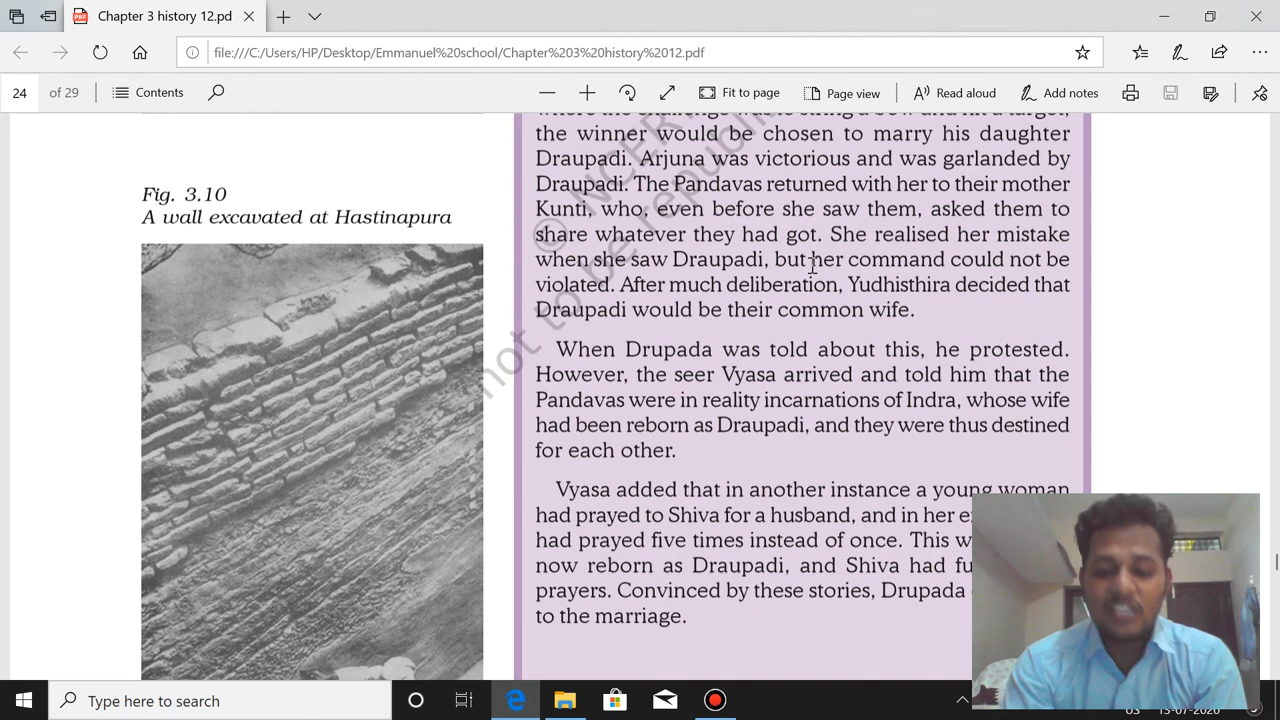 Chapter 3 history 12.pd
file:///C:/Users/HP/Desktop/Emmanuel%20school/Chapter%203%20history%2012.pdf
24 of 29 Contents Fit to page Page view Read aloud Add notes
the winner would be chosen to marry his daughter
Draupadi. Arjuna was victorious and was garlanded by
Draupadi. The Pandavas returned with her to their mother
Kunti, who, even before she saw them, asked them to
share whatever they had got. She realised her mistake
when she saw Draupadi, but her command could not be
violated. After much deliberation, Yudhisthira decided that
Draupadi would be their common wife.
When Drupada was told about this, he protested.
However, the seer Vyasa arrived and told him that the
Pandavas were in reality incarnations of Indra, whose wife
had been reborn as Draupadi, and they were thus destined
for each other.
Vyasa added that in another instance a young woman
had prayed to Shiva for a husband, and in her
had prayed five times instead of once. This
now reborn as Draupadi, and Shiva had
prayers. Convinced by these stories, Drupada
to the marriage.
Fig. 3.10
A wall excavated at Hastinapura
© NCER
not to be republi
Type here to search
US 13-07-2020